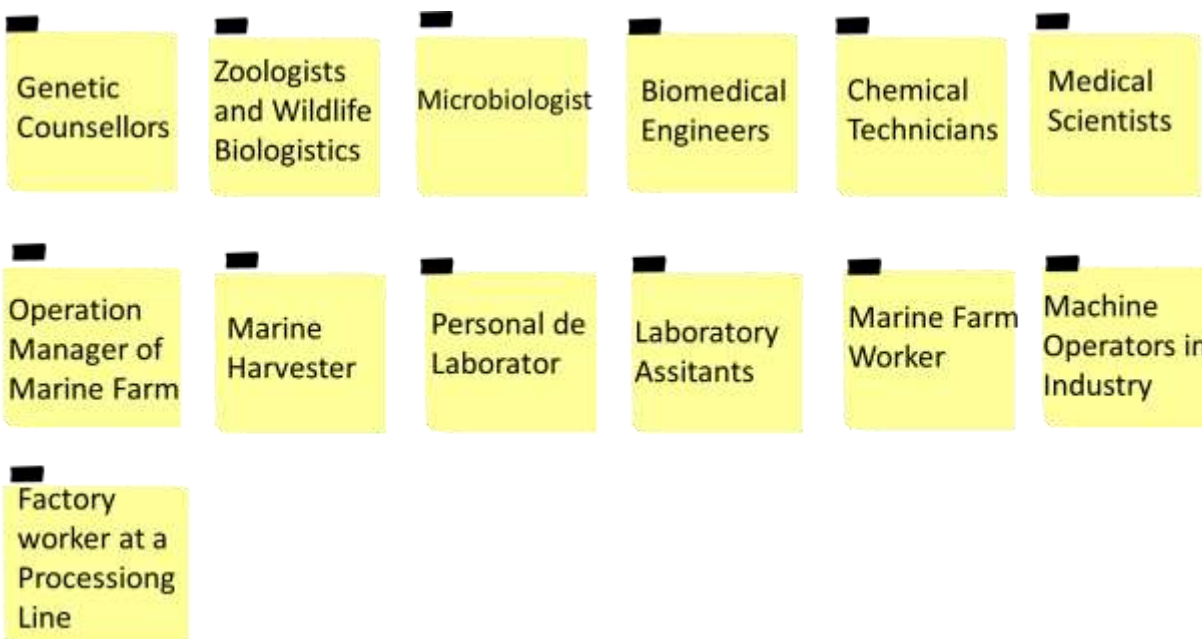 Genetic
Counsellors
Zoologists
and Wildlife
Biologistics
Microbiologist
Biomedical
Engineers
Chemical
Technicians
Medical
Scientists
Operation
Manager of
Marine Farm
Marine
Harvester
Personal de
Laborator
Laboratory
Assitants
Marine Farm
Worker
Machine
Operators in
Industry
Factory
worker at a
Processiong
Line